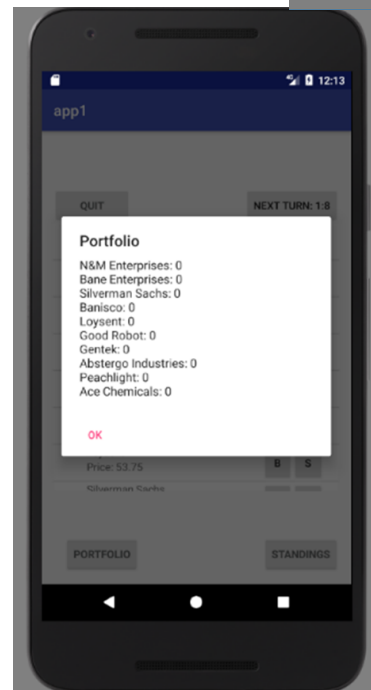 12:13
app1
QUIT
NEXT TURN: 1:8
Portfolio
N&M Enterprises: 0
Bane Enterprises: 0
Silverman Sachs: 0
Banisco: 0
Loysent: 0
Good Robot: 0
Gentek: 0
Abstergo Industries: 0
Peachlight: 0
Ace Chemicals: 0
OK
Price: 53.75
B S
Silverman Sachs
PORTFOLIO
STANDINGS